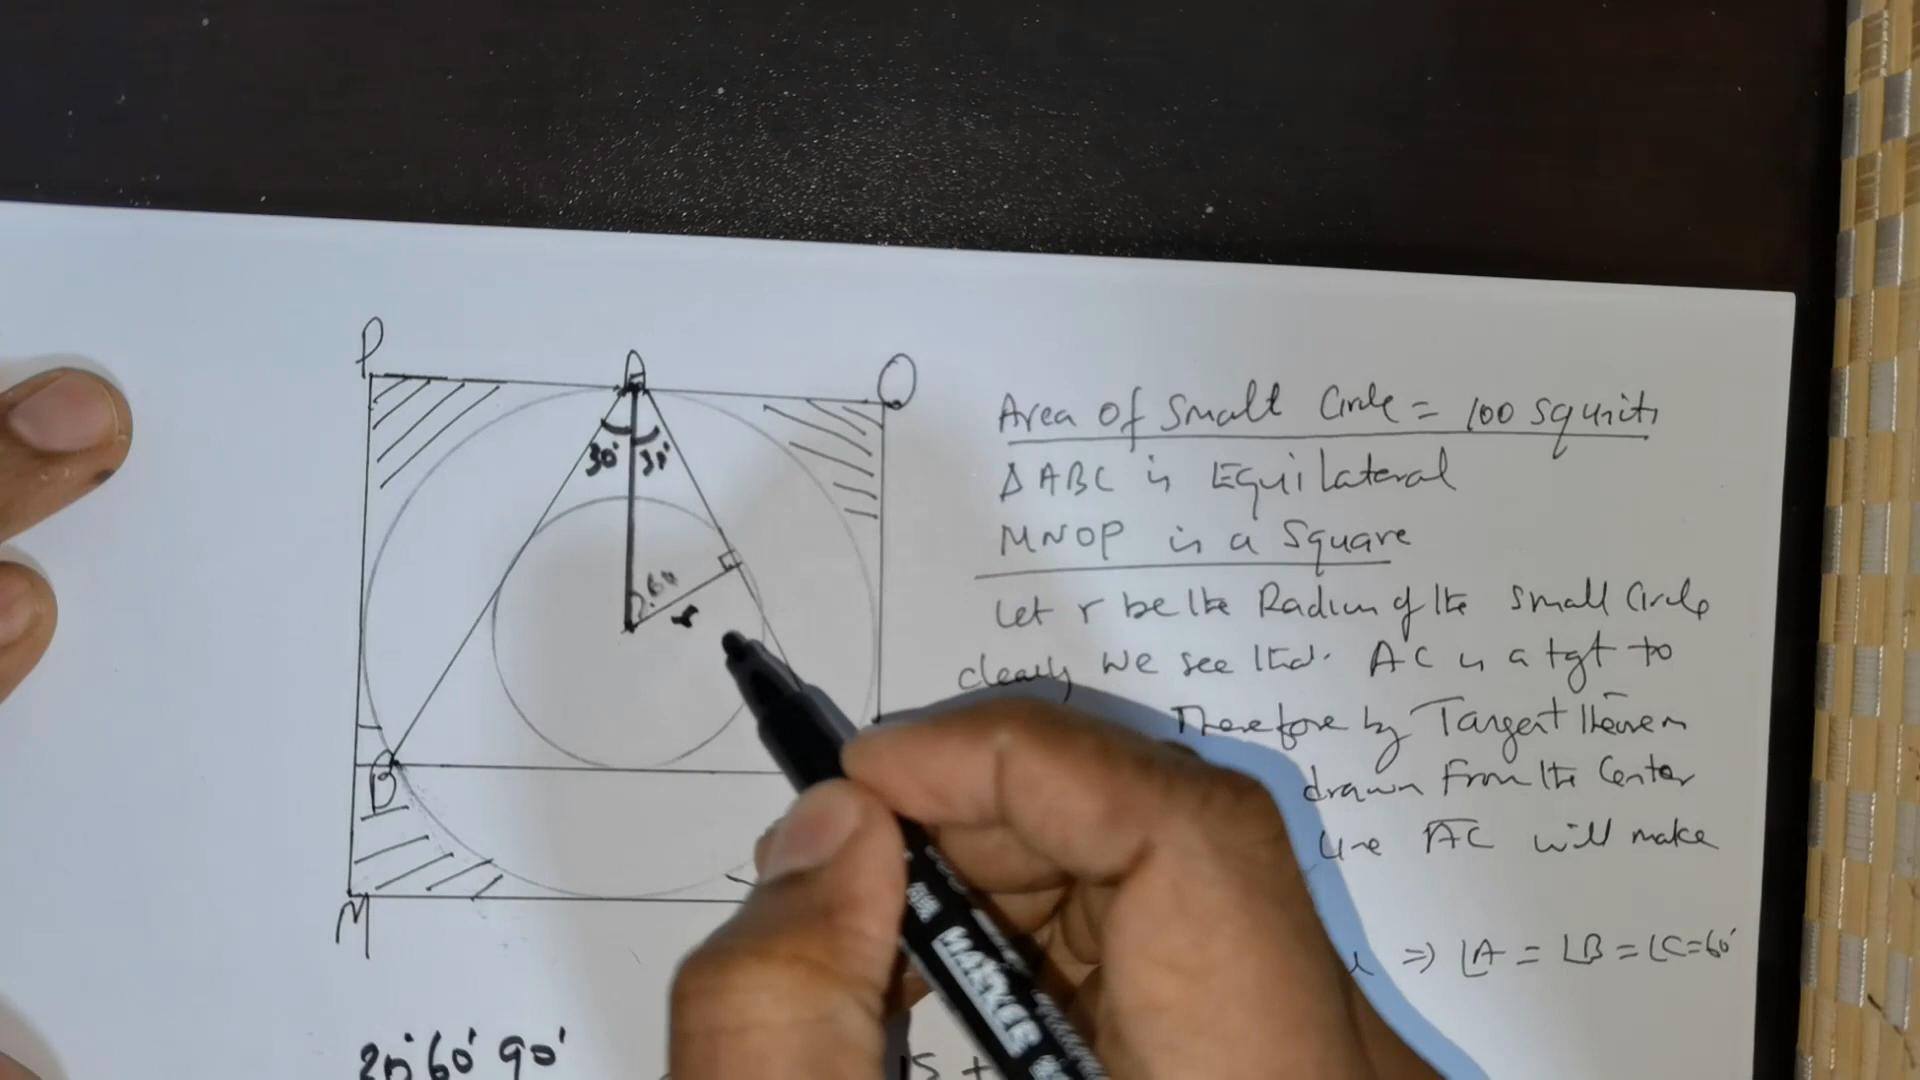 P
A
O
30° 30°
60
r
B
M
30° 60° 90°
Area of Small Circle = 100 sq units
Δ ABC is Equilateral
MNOP is a Square
Let r be the Radius of the small Circle
clearly We see that AC is a tgt to
Therefore by Tangent Theorem
drawn from the Center
line AC will make
⇒ ∠A = ∠B = ∠C = 60°
MARKER